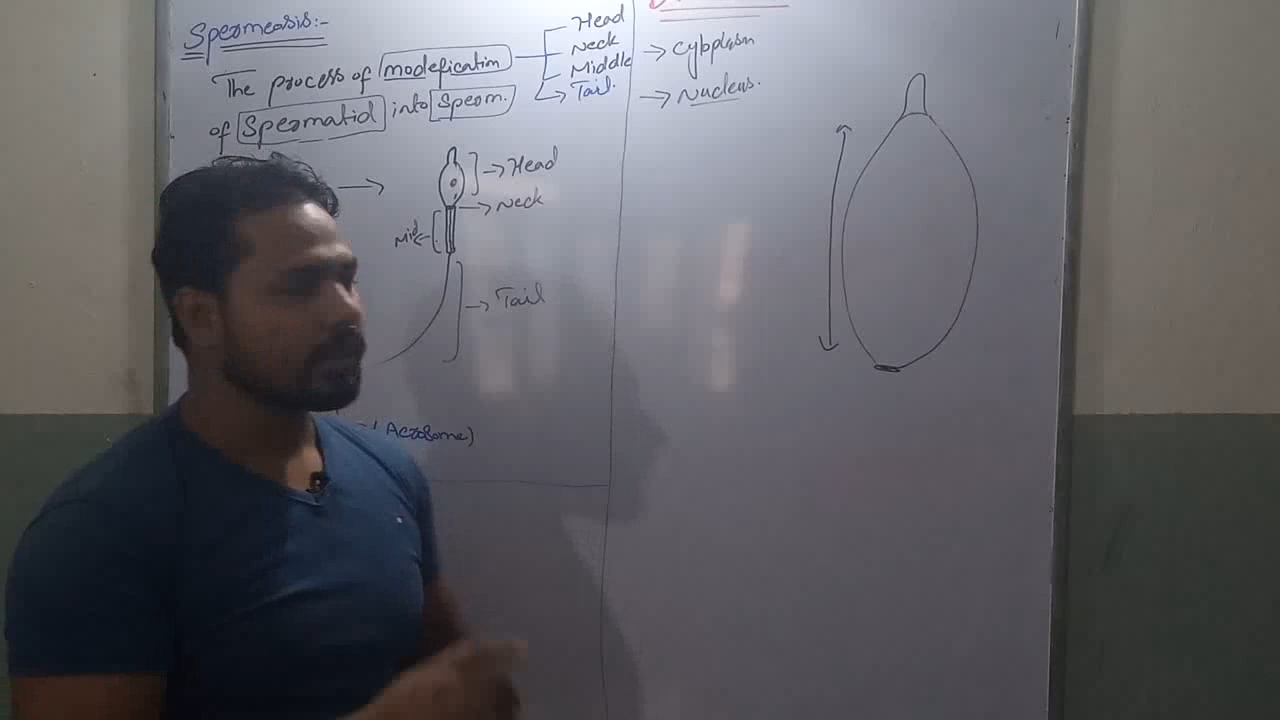 Spermeosis:-
The process of modefication
of Spermatid into Sperm.
Head
Neck
Middle
Tail.
→ Cytoplasm
→ Nucleus.
→ Head
→ Neck
Mid
→ Tail
(Acrosome)